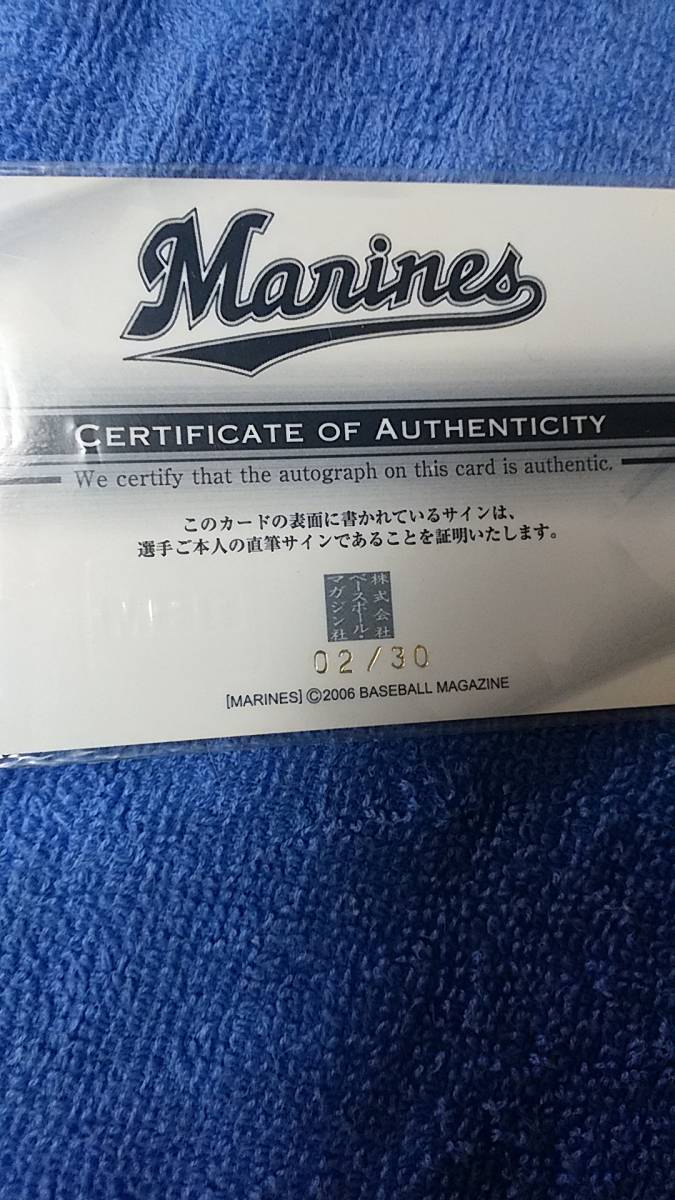 Marines
CERTIFICATE OF AUTHENTICITY
We certify that the autograph on this card is authentic.
このカードの表面に書かれているサインは、
選手ご本人の直筆サインであることを証明いたします。
株式会社
ベースボール・
マガジン社
02/30
[MARINES] ©2006 BASEBALL MAGAZINE